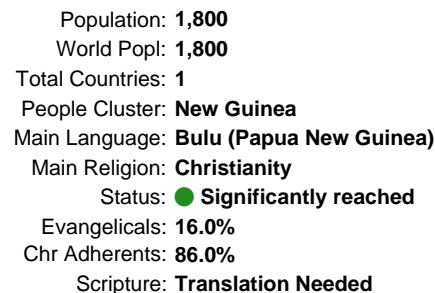 Population: 1,800
World Popl: 1,800
Total Countries: 1
People Cluster: New Guinea
Main Language: Bulu (Papua New Guinea)
Main Religion: Christianity
Status: Significantly reached
Evangelicals: 16.0%
Chr Adherents: 86.0%
Scripture: Translation Needed